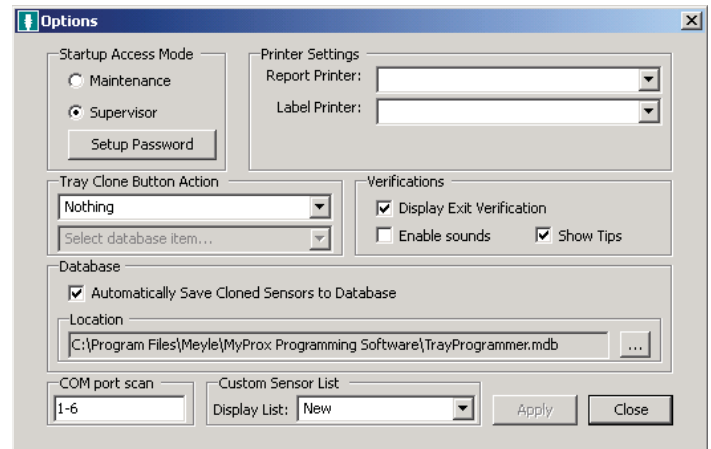 Options
Startup Access Mode
Maintenance
Supervisor
Setup Password
Printer Settings
Report Printer:
Label Printer:
Tray Clone Button Action
Nothing
Select database item...
Verifications
Display Exit Verification
Enable sounds
Show Tips
Database
Automatically Save Cloned Sensors to Database
Location
C:\Program Files\Meyle\MyProx Programming Software\TrayProgrammer.mdb
...
COM port scan
1-6
Custom Sensor List
Display List:
New
Apply
Close